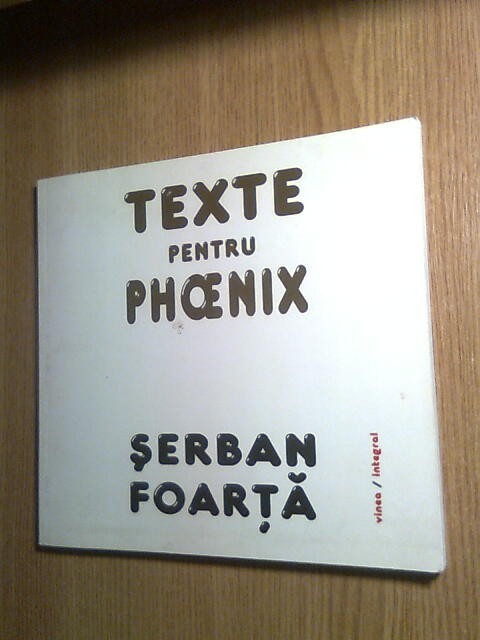 TEXTE
PENTRU
PHŒNIX
ŞERBAN
FOARŢĂ
vinea / integral